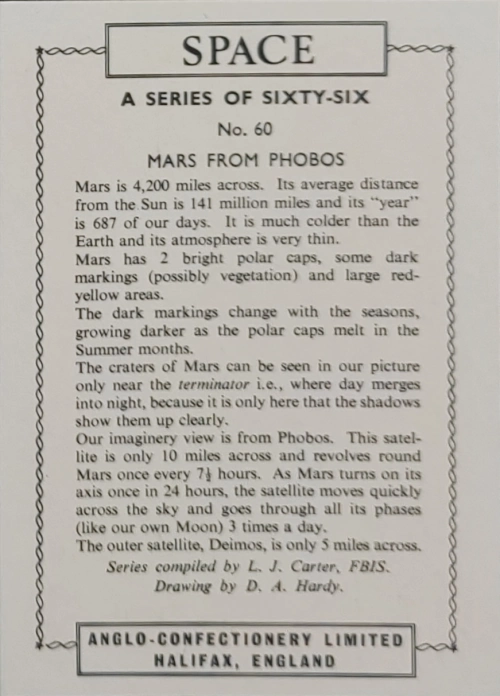 SPACE
A SERIES OF SIXTY-SIX
No. 60
MARS FROM PHOBOS
Mars is 4,200 miles across. Its average distance
from the Sun is 141 million miles and its "year"
is 687 of our days. It is much colder than the
Earth and its atmosphere is very thin.
Mars has 2 bright polar caps, some dark
markings (possibly vegetation) and large red-
yellow areas.
The dark markings change with the seasons,
growing darker as the polar caps melt in the
Summer months.
The craters of Mars can be seen in our picture
only near the terminator i.e., where day merges
into night, because it is only here that the shadows
show them up clearly.
Our imaginery view is from Phobos. This satel-
lite is only 10 miles across and revolves round
Mars once every 7½ hours. As Mars turns on its
axis once in 24 hours, the satellite moves quickly
across the sky and goes through all its phases
(like our own Moon) 3 times a day.
The outer satellite, Deimos, is only 5 miles across.
Series compiled by L. J. Carter, FBIS.
Drawing by D. A. Hardy.
ANGLO-CONFECTIONERY LIMITED
HALIFAX, ENGLAND